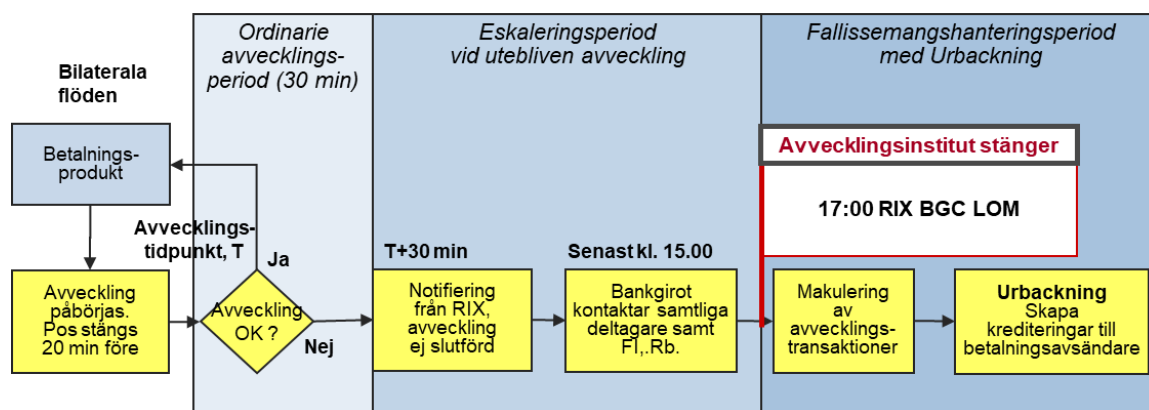 Ordinarie
avvecklings-
period (30 min)
Eskaleringsperiod
vid utebliven avveckling
Fallissemangshanteringsperiod
med Urbackning
Bilaterala
flöden
Betalnings-
produkt
Avvecklings-
tidpunkt, T
Ja
Avveckling
påbörjas.
Pos stängs
20 min före
Avveckling
OK ?
Nej
T+30 min
Notifiering
från RIX,
avveckling
ej slutförd
Senast kl. 15.00
Bankgirot
kontaktar samtliga
deltagare samt
FI,.Rb.
Avvecklingsinstitut stänger
17:00 RIX BGC LOM
Makulering
av
avvecklings-
transaktioner
Urbackning
Skapa
krediteringar till
betalningsavsändare